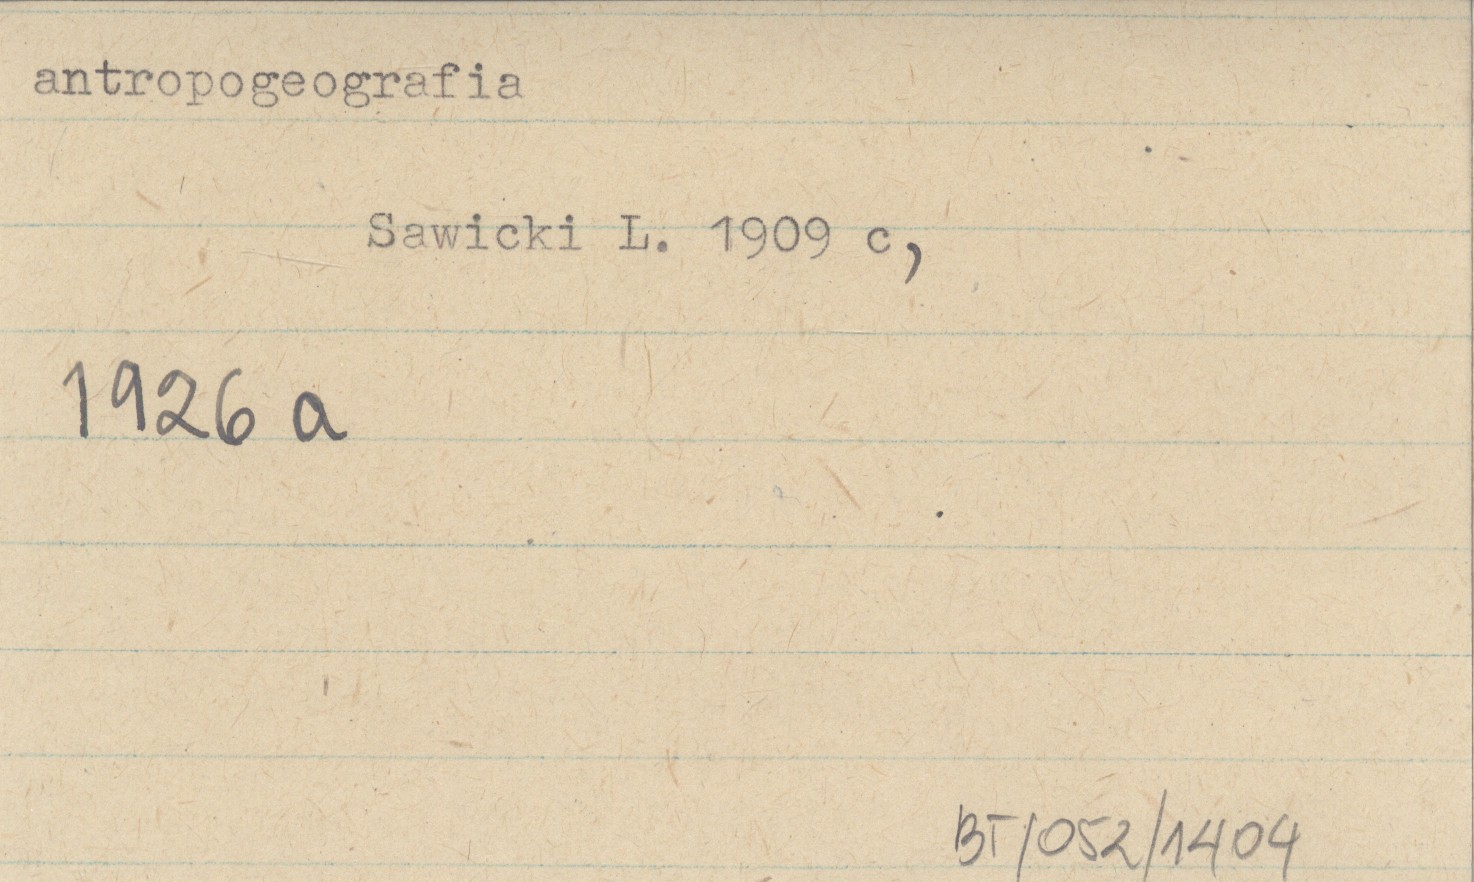 antropogeografia
Sawicki L. 1909 c,
1926 a
BT/052/1404